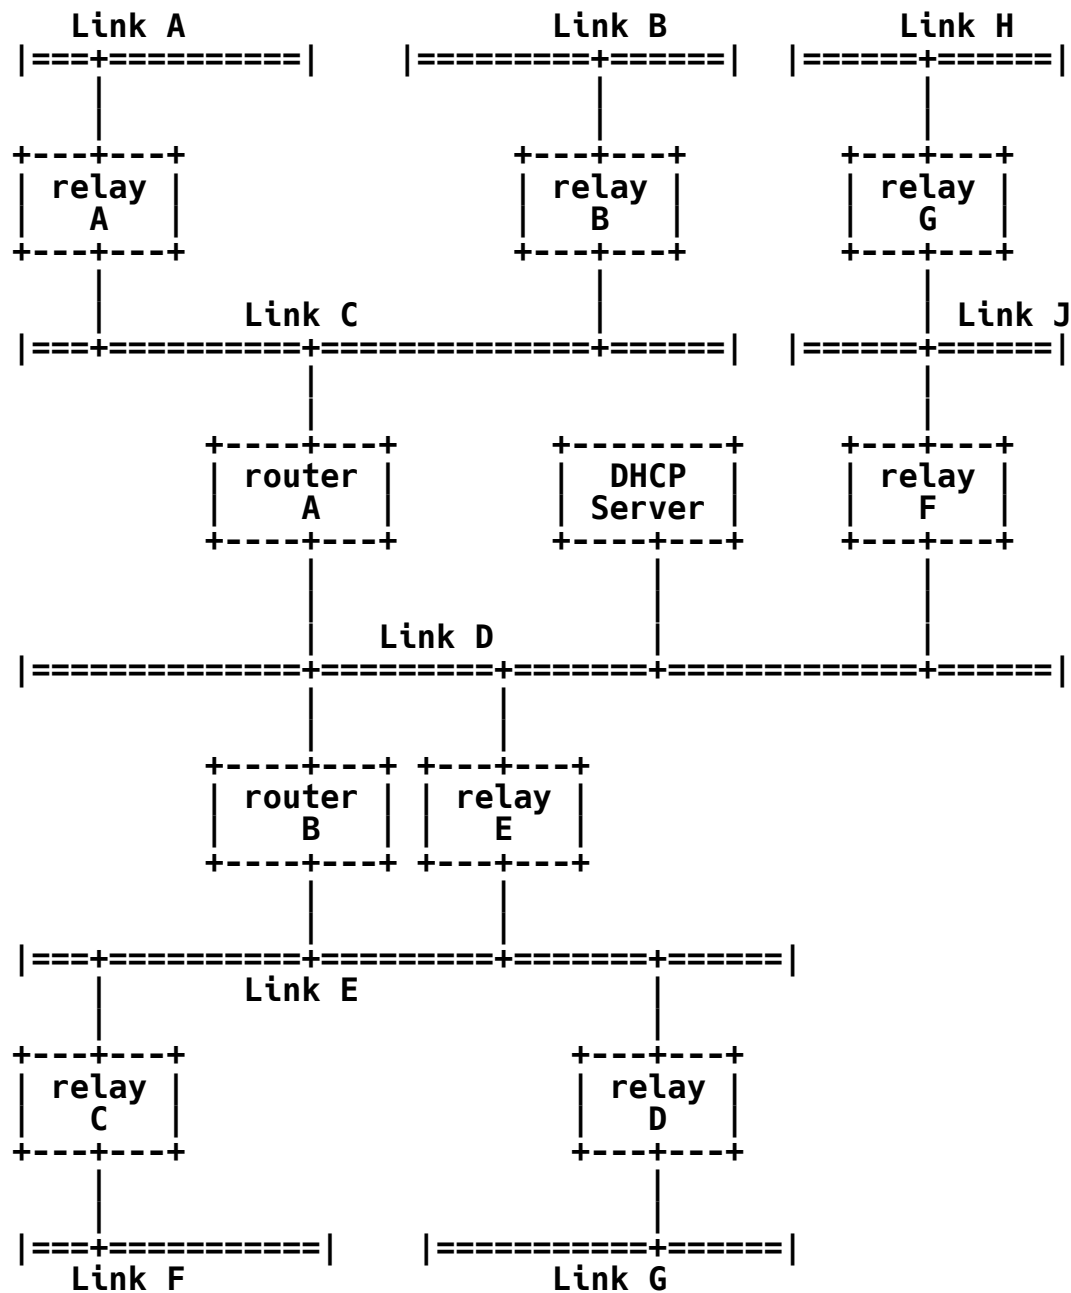 Link A Link B Link H
|===+==========| |=========+======| |======+======|
| | |
| | |
+---+---+ +---+---+ +---+---+
| relay | | relay | | relay |
| A | | B | | G |
+---+---+ +---+---+ +---+---+
| | |
| Link C | | Link J
|===+==========+==============+======| |======+======|
| |
| |
+----+---+ +--------+ +---+---+
| router | | DHCP | | relay |
| A | | Server | | F |
+----+---+ +----+---+ +---+---+
| | |
| | |
| Link D | |
|==============+=========+=======+=============+======|
| |
| |
+----+---+ +---+---+
| router | | relay |
| B | | E |
+----+---+ +---+---+
| |
| |
|===+==========+=========+=======+======|
| Link E |
| |
+---+---+ +---+---+
| relay | | relay |
| C | | D |
+---+---+ +---+---+
| |
| |
|===+===========| |===========+======|
Link F Link G